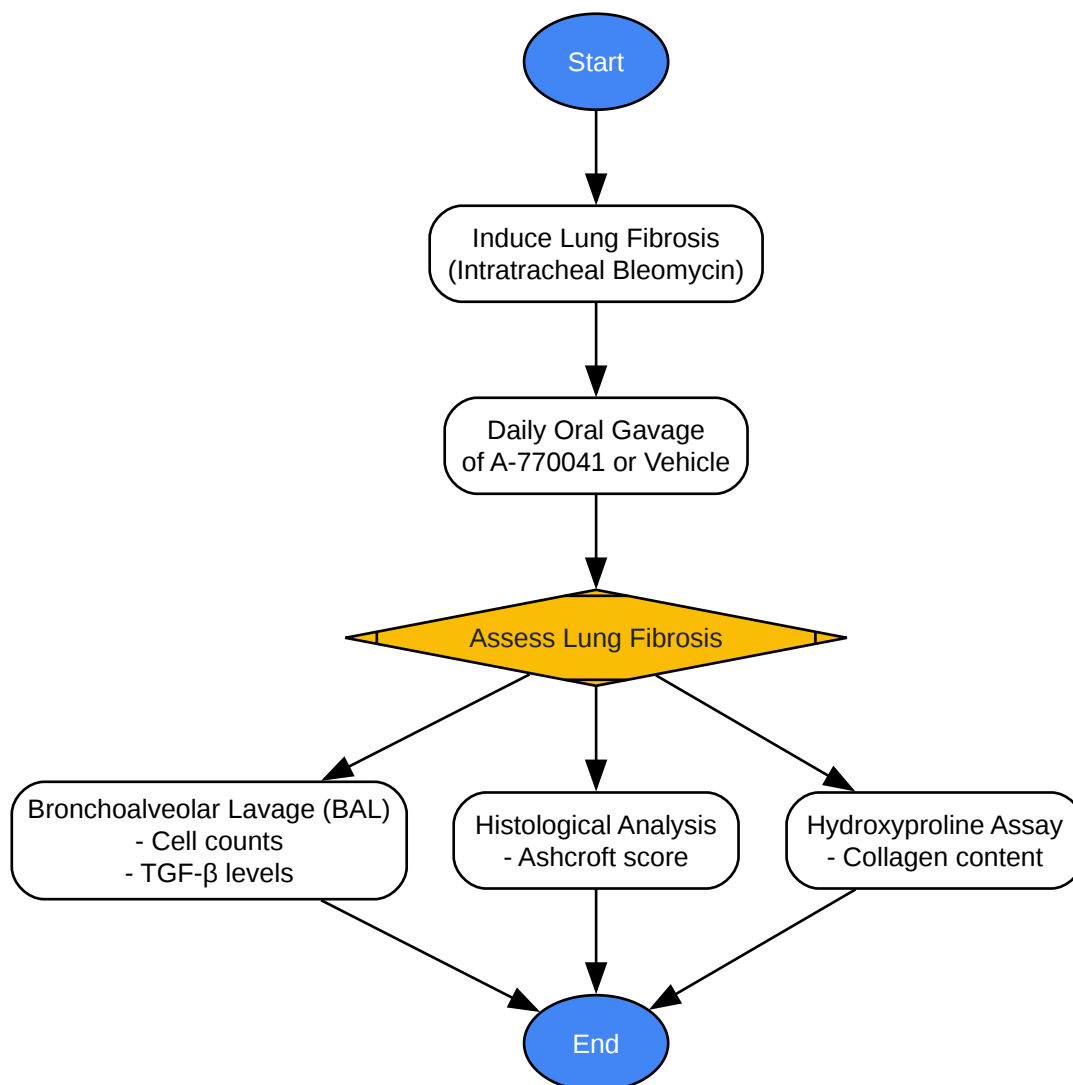 Start
Induce Lung Fibrosis
(Intratracheal Bleomycin)
Daily Oral Gavage
of A-770041 or Vehicle
Assess Lung Fibrosis
Bronchoalveolar Lavage (BAL)
- Cell counts
- TGF-β levels
Histological Analysis
- Ashcroft score
Hydroxyproline Assay
- Collagen content
End